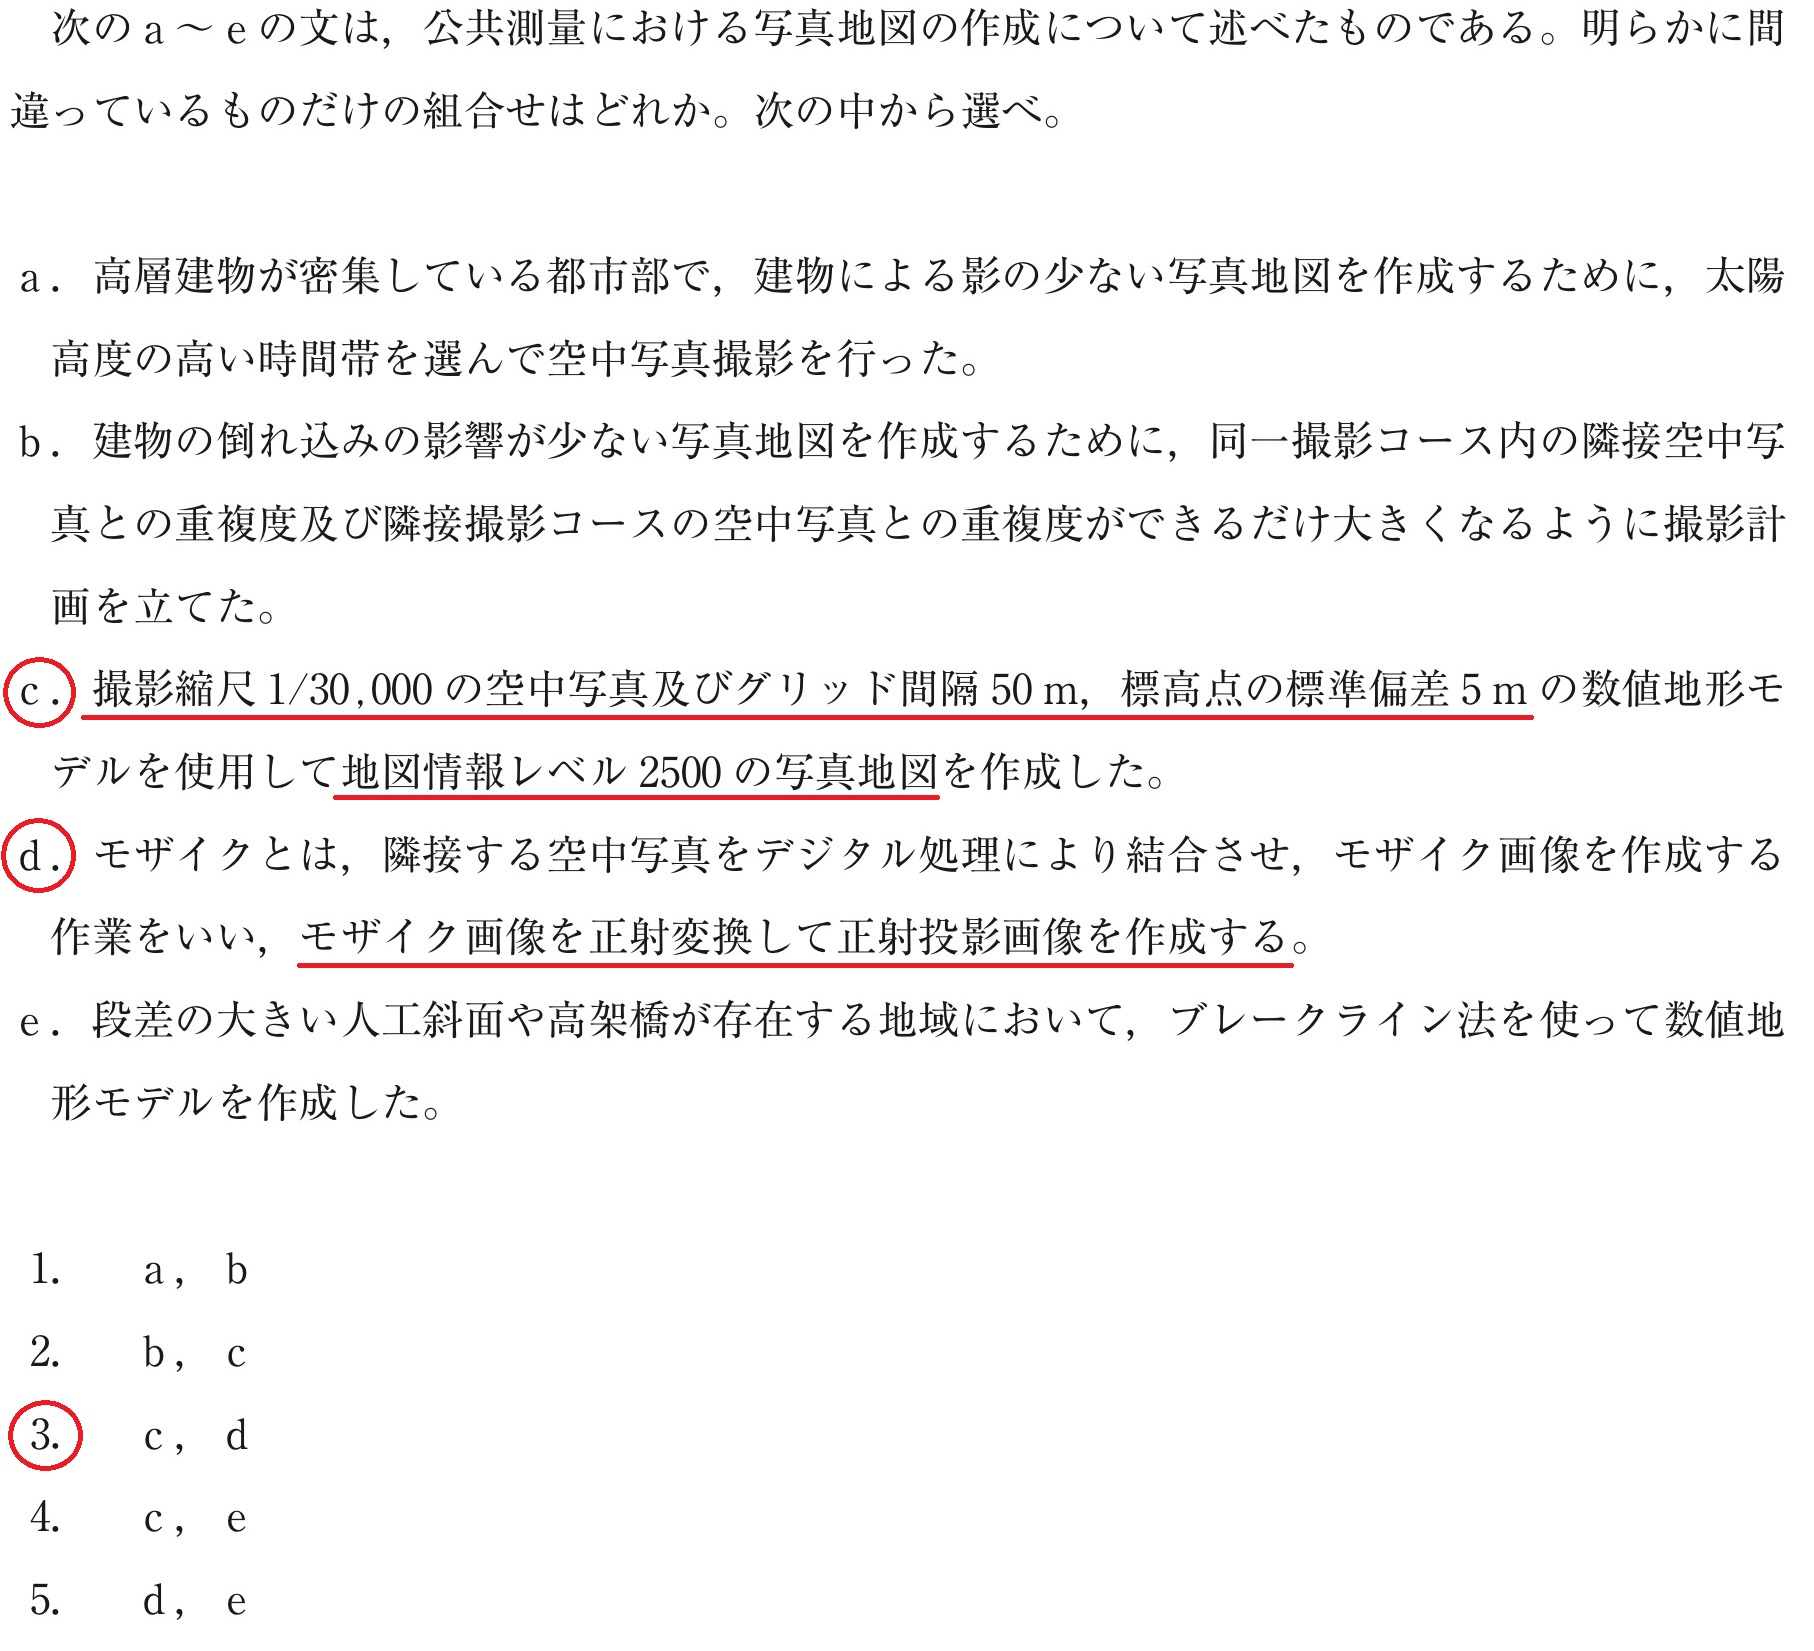 次のa～eの文は，公共測量における写真地図の作成について述べたものである。明らかに間
違っているものだけの組合せはどれか。次の中から選べ。
a．高層建物が密集している都市部で，建物による影の少ない写真地図を作成するために，太陽
高度の高い時間帯を選んで空中写真撮影を行った。
b．建物の倒れ込みの影響が少ない写真地図を作成するために，同一撮影コース内の隣接空中写
真との重複度及び隣接撮影コースの空中写真との重複度ができるだけ大きくなるように撮影計
画を立てた。
c．撮影縮尺 1/30,000 の空中写真及びグリッド間隔 50 m，標高点の標準偏差 5 m の数値地形モ
デルを使用して地図情報レベル 2500 の写真地図を作成した。
d．モザイクとは，隣接する空中写真をデジタル処理により結合させ，モザイク画像を作成する
作業をいい，モザイク画像を正射変換して正射投影画像を作成する。
e．段差の大きい人工斜面や高架橋が存在する地域において，ブレークライン法を使って数値地
形モデルを作成した。
1. a， b
2. b， c
3. c， d
4. c， e
5. d， e